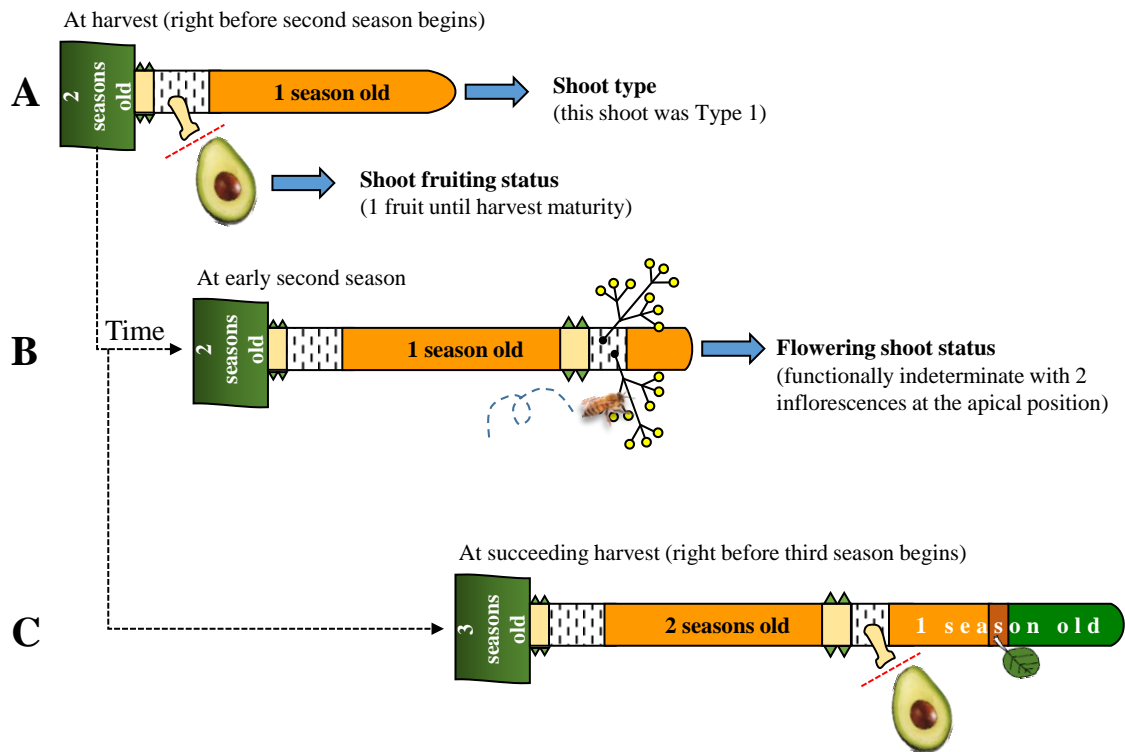 At harvest (right before second season begins)
A
2
seasons
old
1 season old
Shoot type
(this shoot was Type 1)
Shoot fruiting status
(1 fruit until harvest maturity)
At early second season
Time
B
2
seasons
old
1 season old
Flowering shoot status
(functionally indeterminate with 2
inflorescences at the apical position)
At succeeding harvest (right before third season begins)
C
3
seasons
old
2 seasons old
1 season old